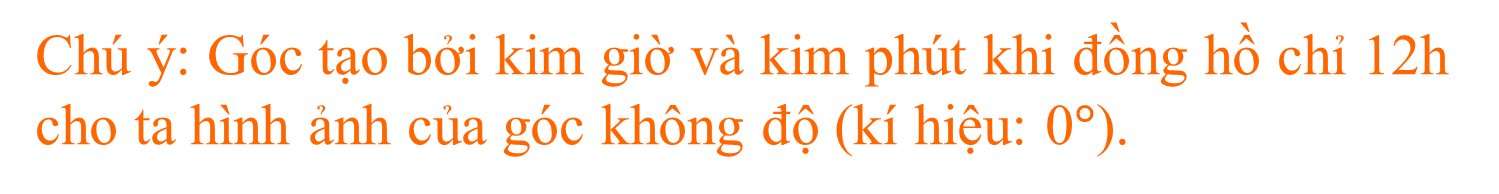 Chú ý: Góc tạo bởi kim giờ và kim phút khi đồng hồ chỉ 12h
cho ta hình ảnh của góc không độ (kí hiệu: 0°).